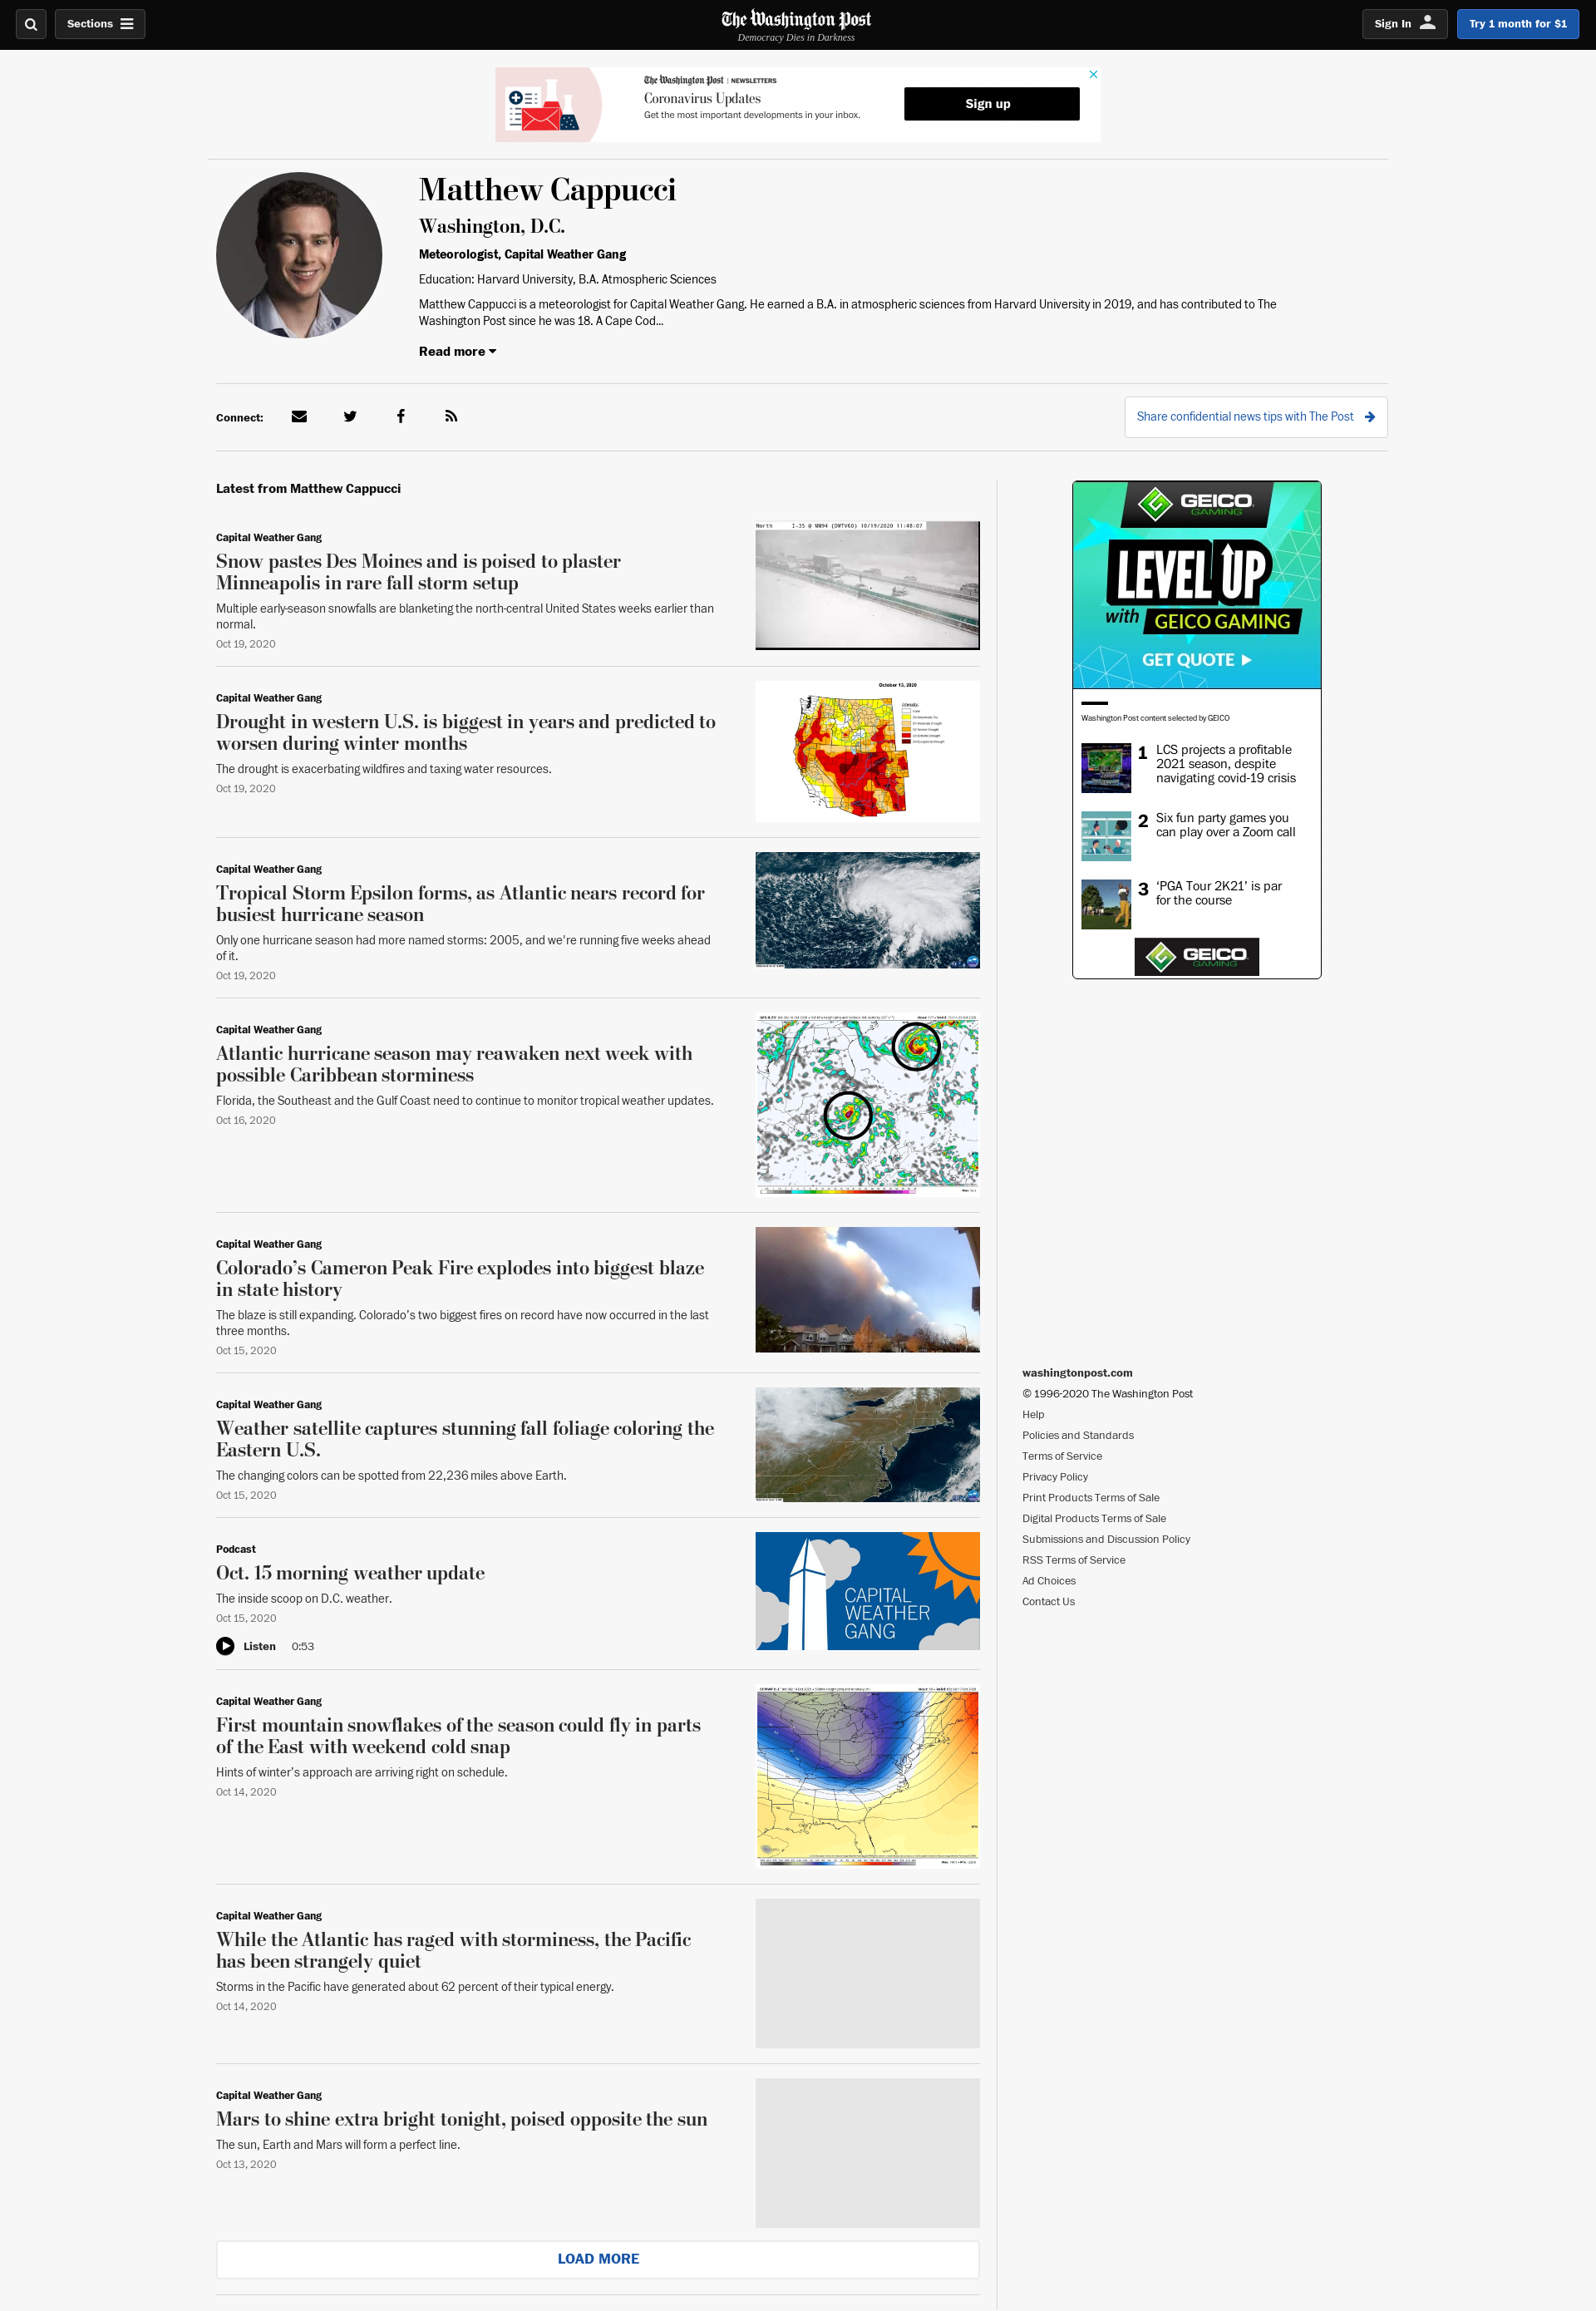 Sections
The Washington Post
Democracy Dies in Darkness
Sign In
Try 1 month for $1
The Washington Post | NEWSLETTERS
Coronavirus Updates
Get the most important developments in your inbox.
Sign up
Matthew Cappucci
Washington, D.C.
Meteorologist, Capital Weather Gang
Education: Harvard University, B.A. Atmospheric Sciences
Matthew Cappucci is a meteorologist for Capital Weather Gang. He earned a B.A. in atmospheric sciences from Harvard University in 2019, and has contributed to The
Washington Post since he was 18. A Cape Cod...
Read more
Connect:
Share confidential news tips with The Post
Latest from Matthew Cappucci
Capital Weather Gang
Snow pastes Des Moines and is poised to plaster
Minneapolis in rare fall storm setup
Multiple early-season snowfalls are blanketing the north-central United States weeks earlier than
normal.
Oct 19, 2020
North I-35 @ MM94 (DMTV60) 10/19/2020 11:48:07
Capital Weather Gang
Drought in western U.S. is biggest in years and predicted to
worsen during winter months
The drought is exacerbating wildfires and taxing water resources.
Oct 19, 2020
October 13, 2020
Capital Weather Gang
Tropical Storm Epsilon forms, as Atlantic nears record for
busiest hurricane season
Only one hurricane season had more named storms: 2005, and we're running five weeks ahead
of it.
Oct 19, 2020
Capital Weather Gang
Atlantic hurricane season may reawaken next week with
possible Caribbean storminess
Florida, the Southeast and the Gulf Coast need to continue to monitor tropical weather updates.
Oct 16, 2020
Capital Weather Gang
Colorado's Cameron Peak Fire explodes into biggest blaze
in state history
The blaze is still expanding. Colorado's two biggest fires on record have now occurred in the last
three months.
Oct 15, 2020
Capital Weather Gang
Weather satellite captures stunning fall foliage coloring the
Eastern U.S.
The changing colors can be spotted from 22,236 miles above Earth.
Oct 15, 2020
Podcast
Oct. 15 morning weather update
The inside scoop on D.C. weather.
Oct 15, 2020
Listen 0:53
CAPITAL
WEATHER
GANG
Capital Weather Gang
First mountain snowflakes of the season could fly in parts
of the East with weekend cold snap
Hints of winter's approach are arriving right on schedule.
Oct 14, 2020
Capital Weather Gang
While the Atlantic has raged with storminess, the Pacific
has been strangely quiet
Storms in the Pacific have generated about 62 percent of their typical energy.
Oct 14, 2020
Capital Weather Gang
Mars to shine extra bright tonight, poised opposite the sun
The sun, Earth and Mars will form a perfect line.
Oct 13, 2020
LOAD MORE
GEICO
GAMING
LEVEL UP
with GEICO GAMING
GET QUOTE
Washington Post content selected by GEICO
1 LCS projects a profitable
2021 season, despite
navigating covid-19 crisis
2 Six fun party games you
can play over a Zoom call
3 ‘PGA Tour 2K21’ is par
for the course
GEICO
GAMING
washingtonpost.com
© 1996-2020 The Washington Post
Help
Policies and Standards
Terms of Service
Privacy Policy
Print Products Terms of Sale
Digital Products Terms of Sale
Submissions and Discussion Policy
RSS Terms of Service
Ad Choices
Contact Us